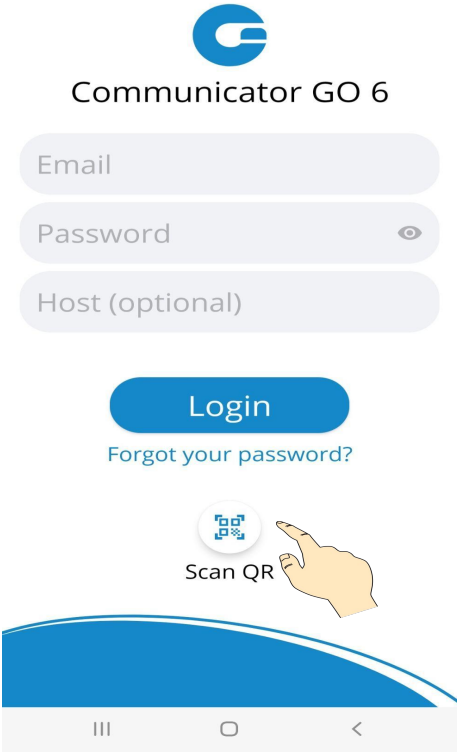 Communicator GO 6
Email
Password
Host (optional)
Login
Forgot your password?
Scan QR